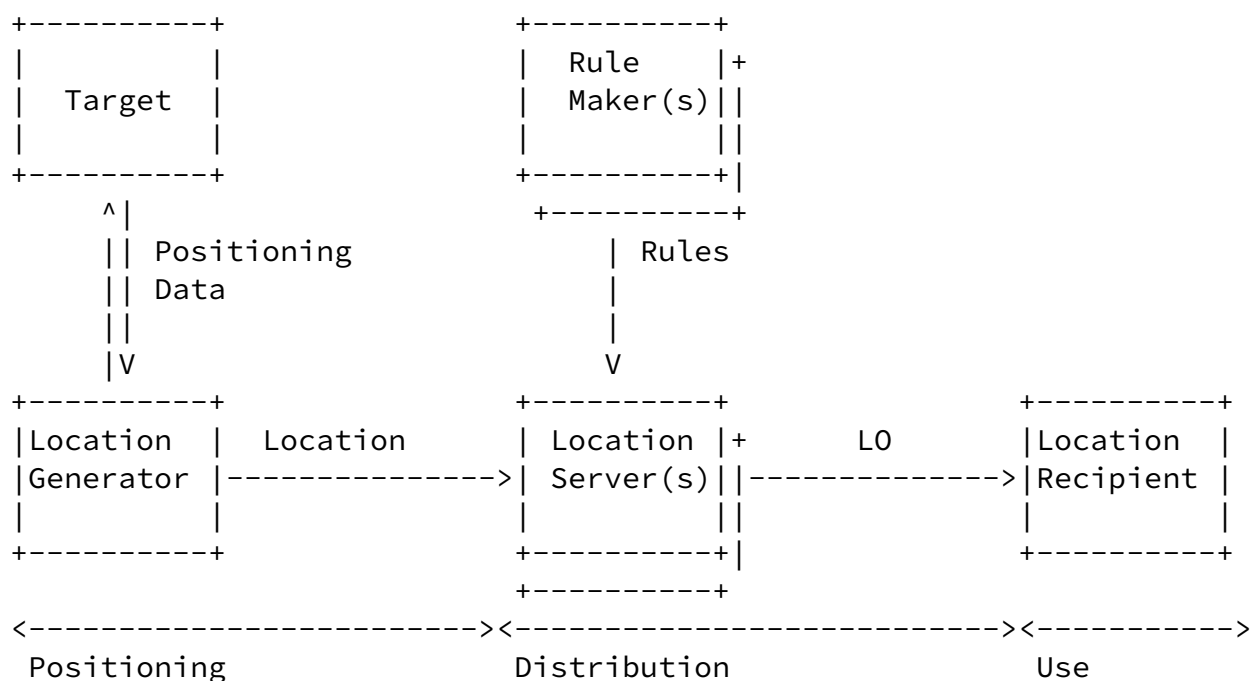 Rule
Target Maker(s)
Positioning Rules
Data
Location Location Location LO Location
Generator Server(s) Recipient
Positioning Distribution Use